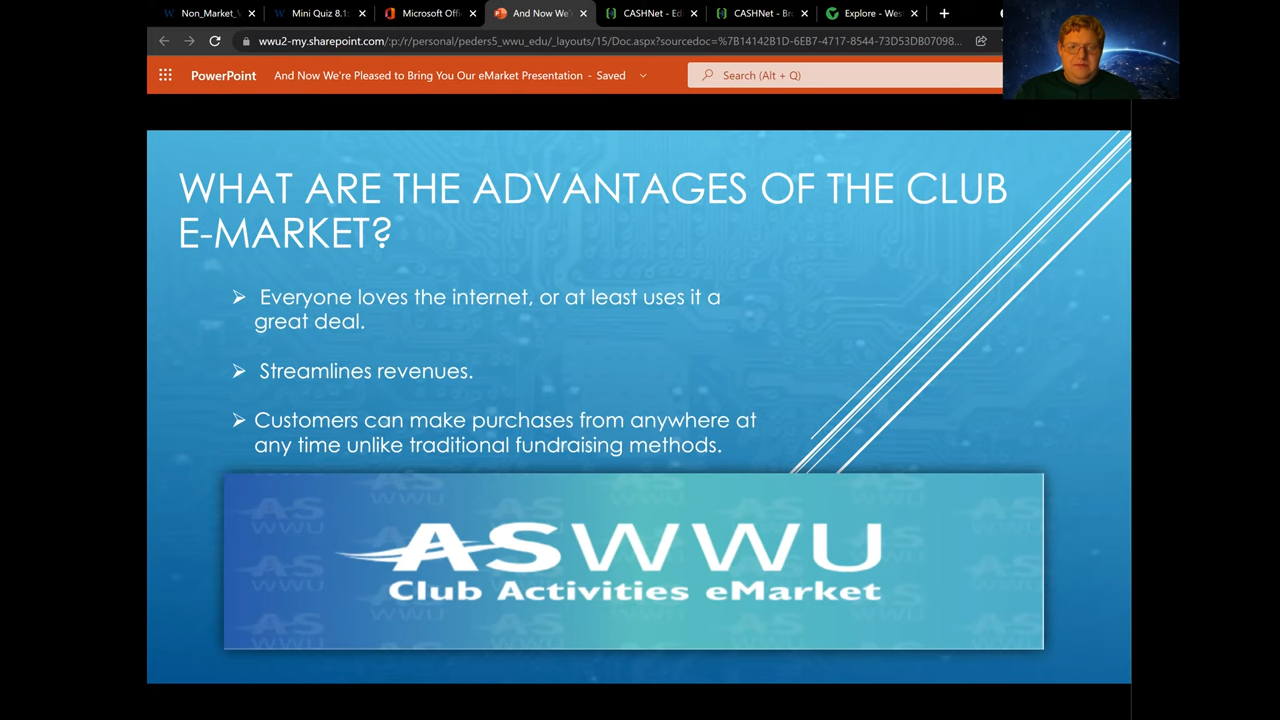 Non_Market_
Mini Quiz 8.1:
Microsoft Offi
And Now We'
CASHNet - Ed
CASHNet - Br
Explore - Wes
wwu2-my.sharepoint.com/:p:/r/personal/peders5_wwu_edu/_layouts/15/Doc.aspx?sourcedoc=%7B14142B1D-6EB7-4717-8544-73D53DB07098...
PowerPoint
And Now We're Pleased to Bring You Our eMarket Presentation - Saved
Search (Alt + Q)
WHAT ARE THE ADVANTAGES OF THE CLUB
E-MARKET?
Everyone loves the internet, or at least uses it a
great deal.
Streamlines revenues.
Customers can make purchases from anywhere at
any time unlike traditional fundraising methods.
ASWWU
Club Activities eMarket